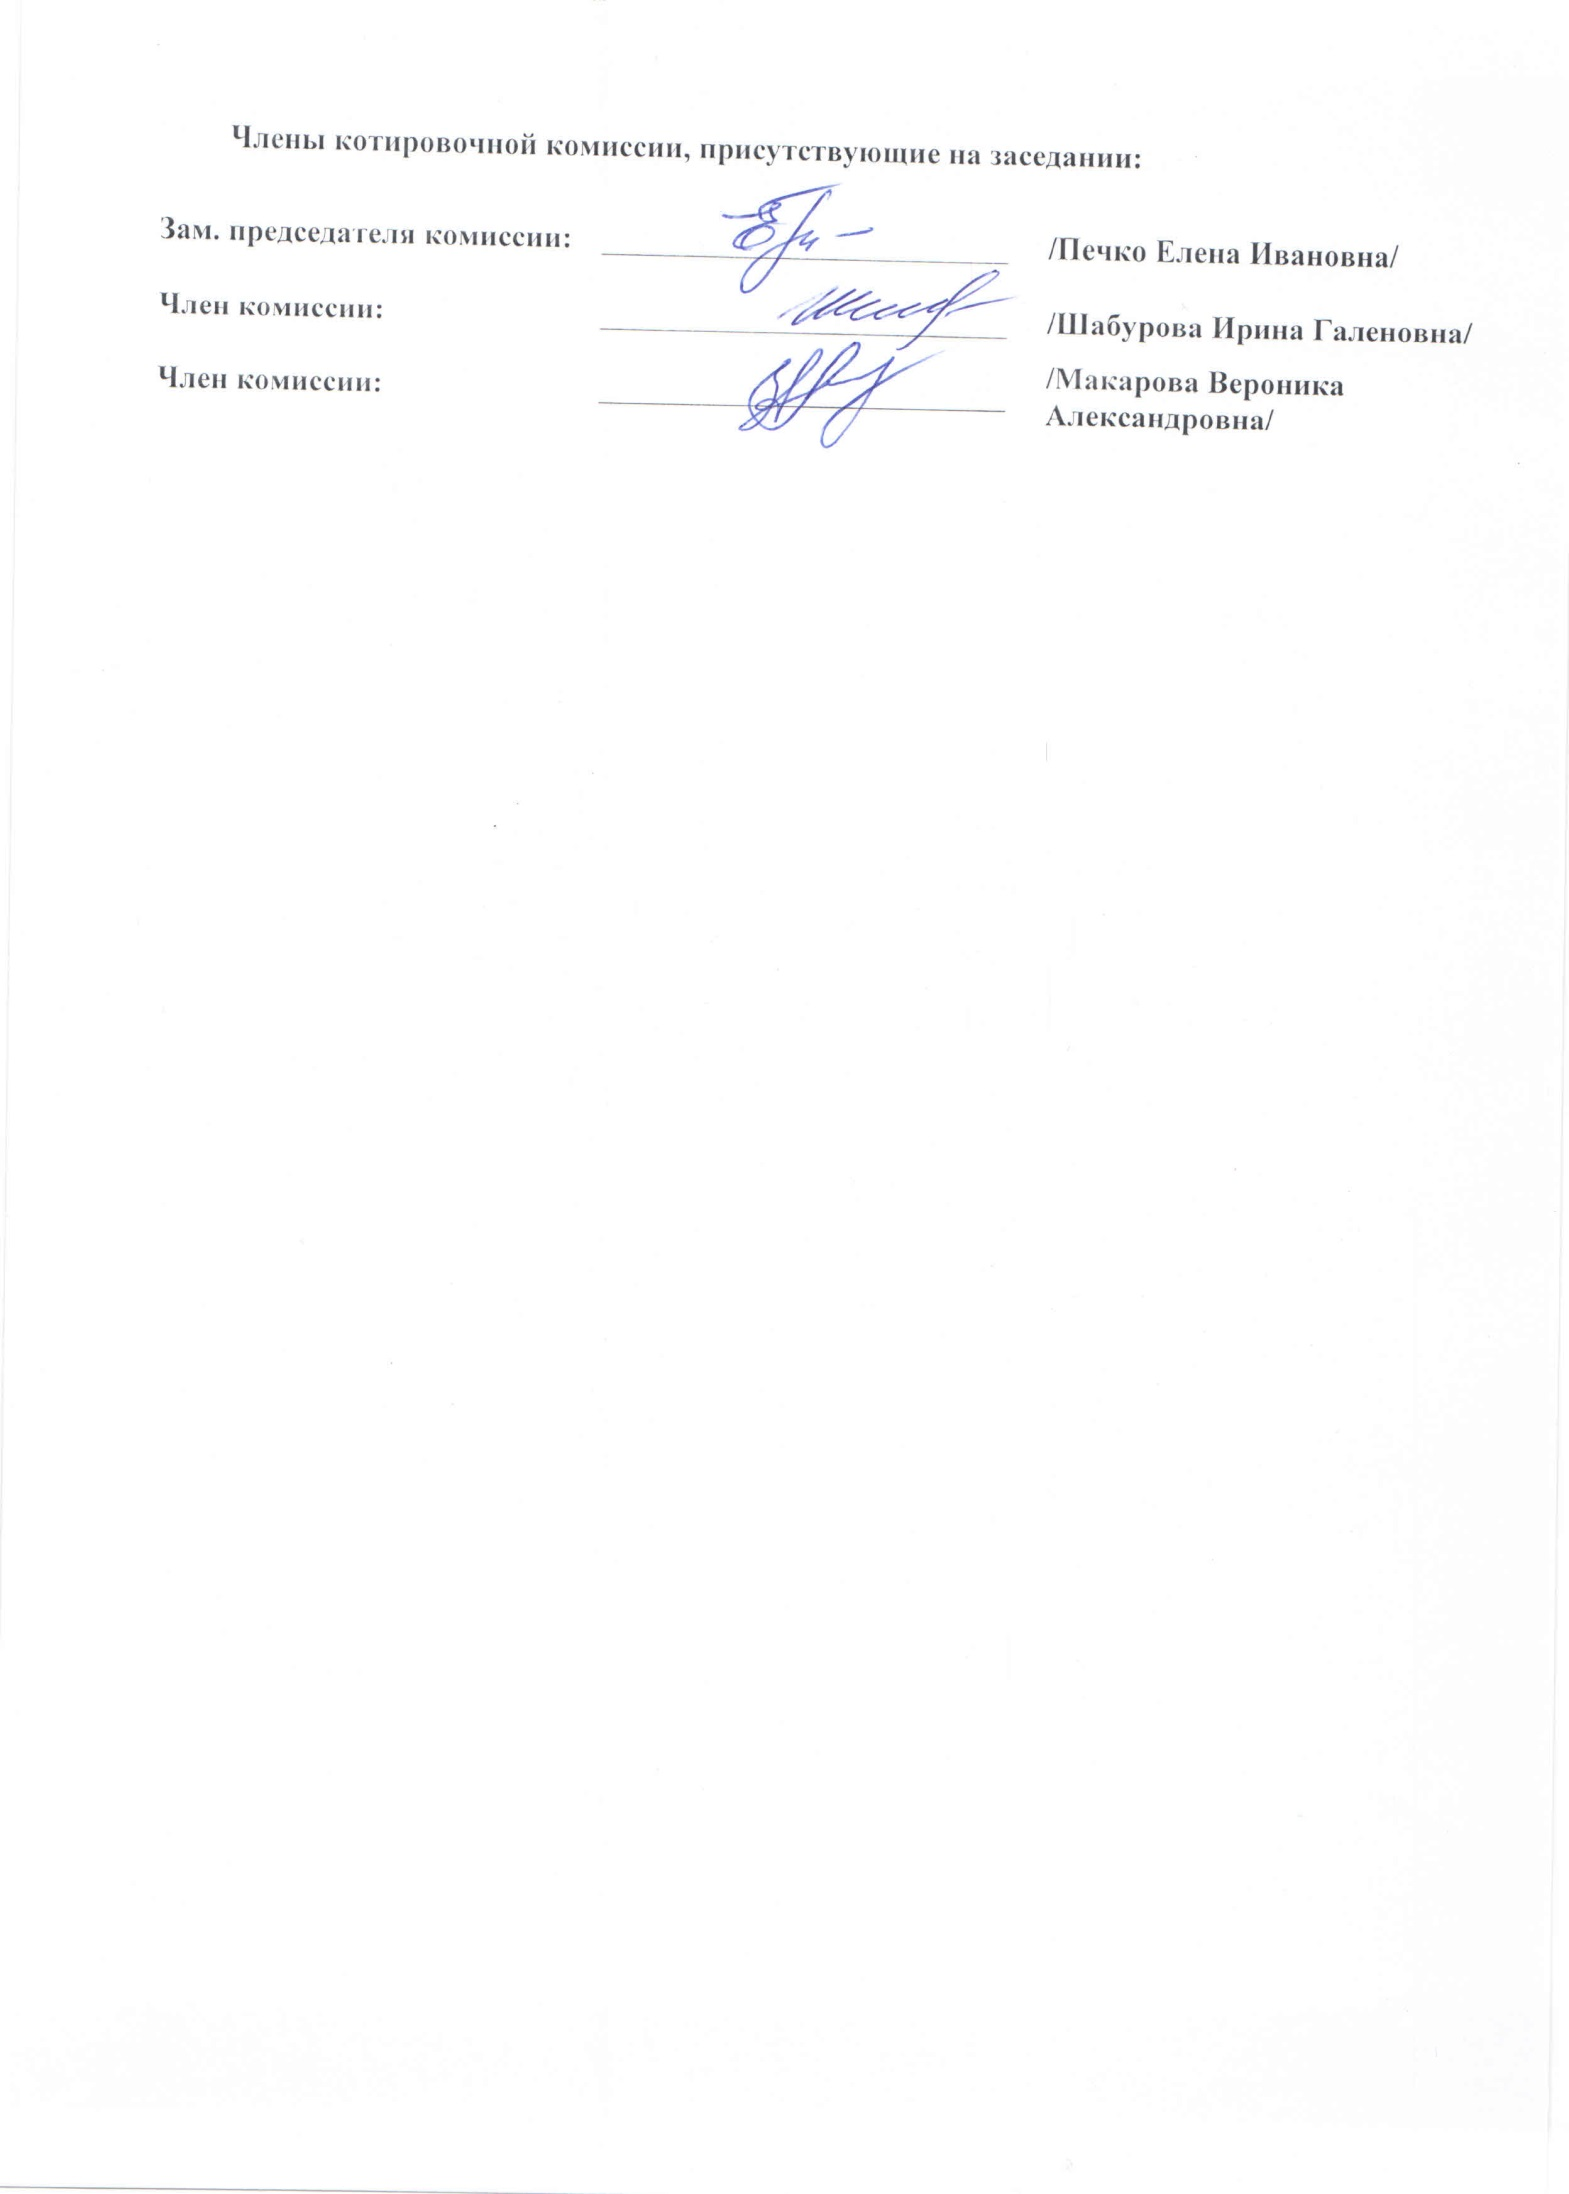 Члены котировочной комиссии, присутствующие на заседании:
Зам. председателя комиссии: /Печко Елена Ивановна/
Член комиссии: /Шабурова Ирина Галеновна/
Член комиссии: /Макарова Вероника
Александровна/